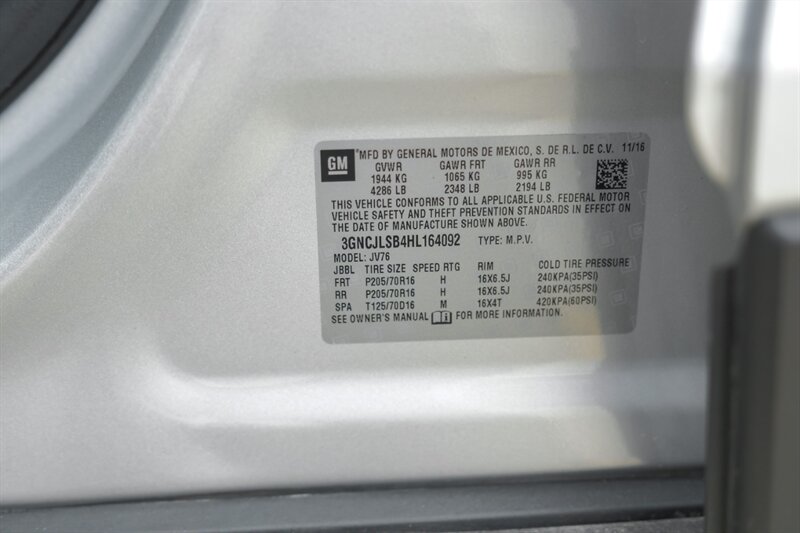 GM *MFD BY GENERAL MOTORS DE MEXICO, S. DE R.L. DE C.V. 11/16
GVWR GAWR FRT GAWR RR
1944 KG 1065 KG 995 KG
4286 LB 2348 LB 2194 LB
THIS VEHICLE CONFORMS TO ALL APPLICABLE U.S. FEDERAL MOTOR
VEHICLE SAFETY AND THEFT PREVENTION STANDARDS IN EFFECT ON
THE DATE OF MANUFACTURE SHOWN ABOVE.
3GNCJLSB4HL164092 TYPE: M.P.V.
MODEL: JV76
JBBL TIRE SIZE SPEED RTG RIM COLD TIRE PRESSURE
FRT P205/70R16 H 16X6.5J 240KPA(35PSI)
RR P205/70R16 H 16X6.5J 240KPA(35PSI)
SPA T125/70D16 M 16X4T 420KPA(60PSI)
SEE OWNER'S MANUAL FOR MORE INFORMATION.